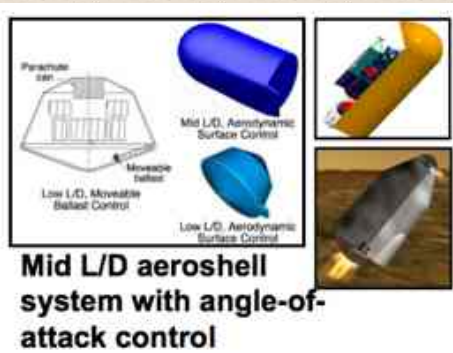 Parachute
can
Mid L/D, Aerodynamic
Surface Control
Moveable
ballast
Low L/D, Moveable
Ballast Control
Low L/D, Aerodynamic
Surface Control
Mid L/D aeroshell
system with angle-of-
attack control